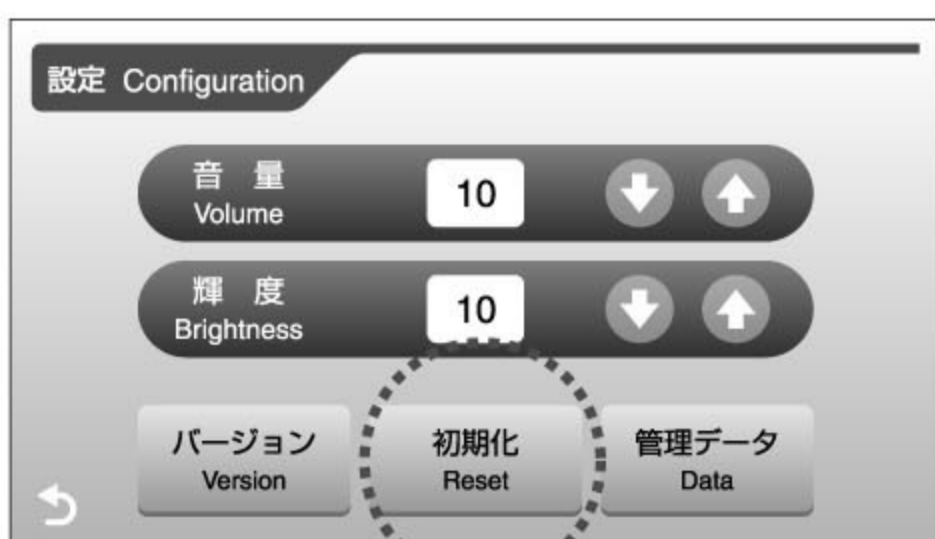 設定 Configuration
音 量
Volume
10
輝 度
Brightness
10
バージョン
Version
初期化
Reset
管理データ
Data